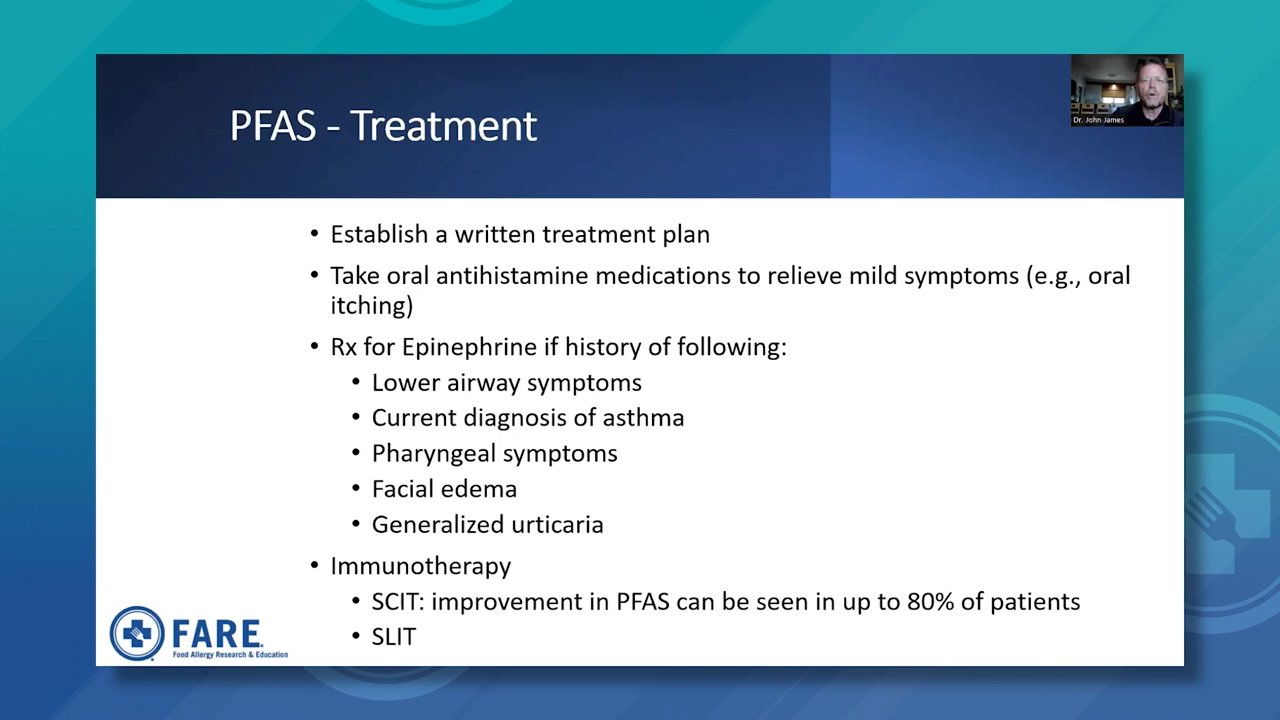 PFAS - Treatment
Dr. John James
• Establish a written treatment plan
• Take oral antihistamine medications to relieve mild symptoms (e.g., oral
itching)
• Rx for Epinephrine if history of following:
• Lower airway symptoms
• Current diagnosis of asthma
• Pharyngeal symptoms
• Facial edema
• Generalized urticaria
• Immunotherapy
• SCIT: improvement in PFAS can be seen in up to 80% of patients
• SLIT
FARE
Food Allergy Research & Education